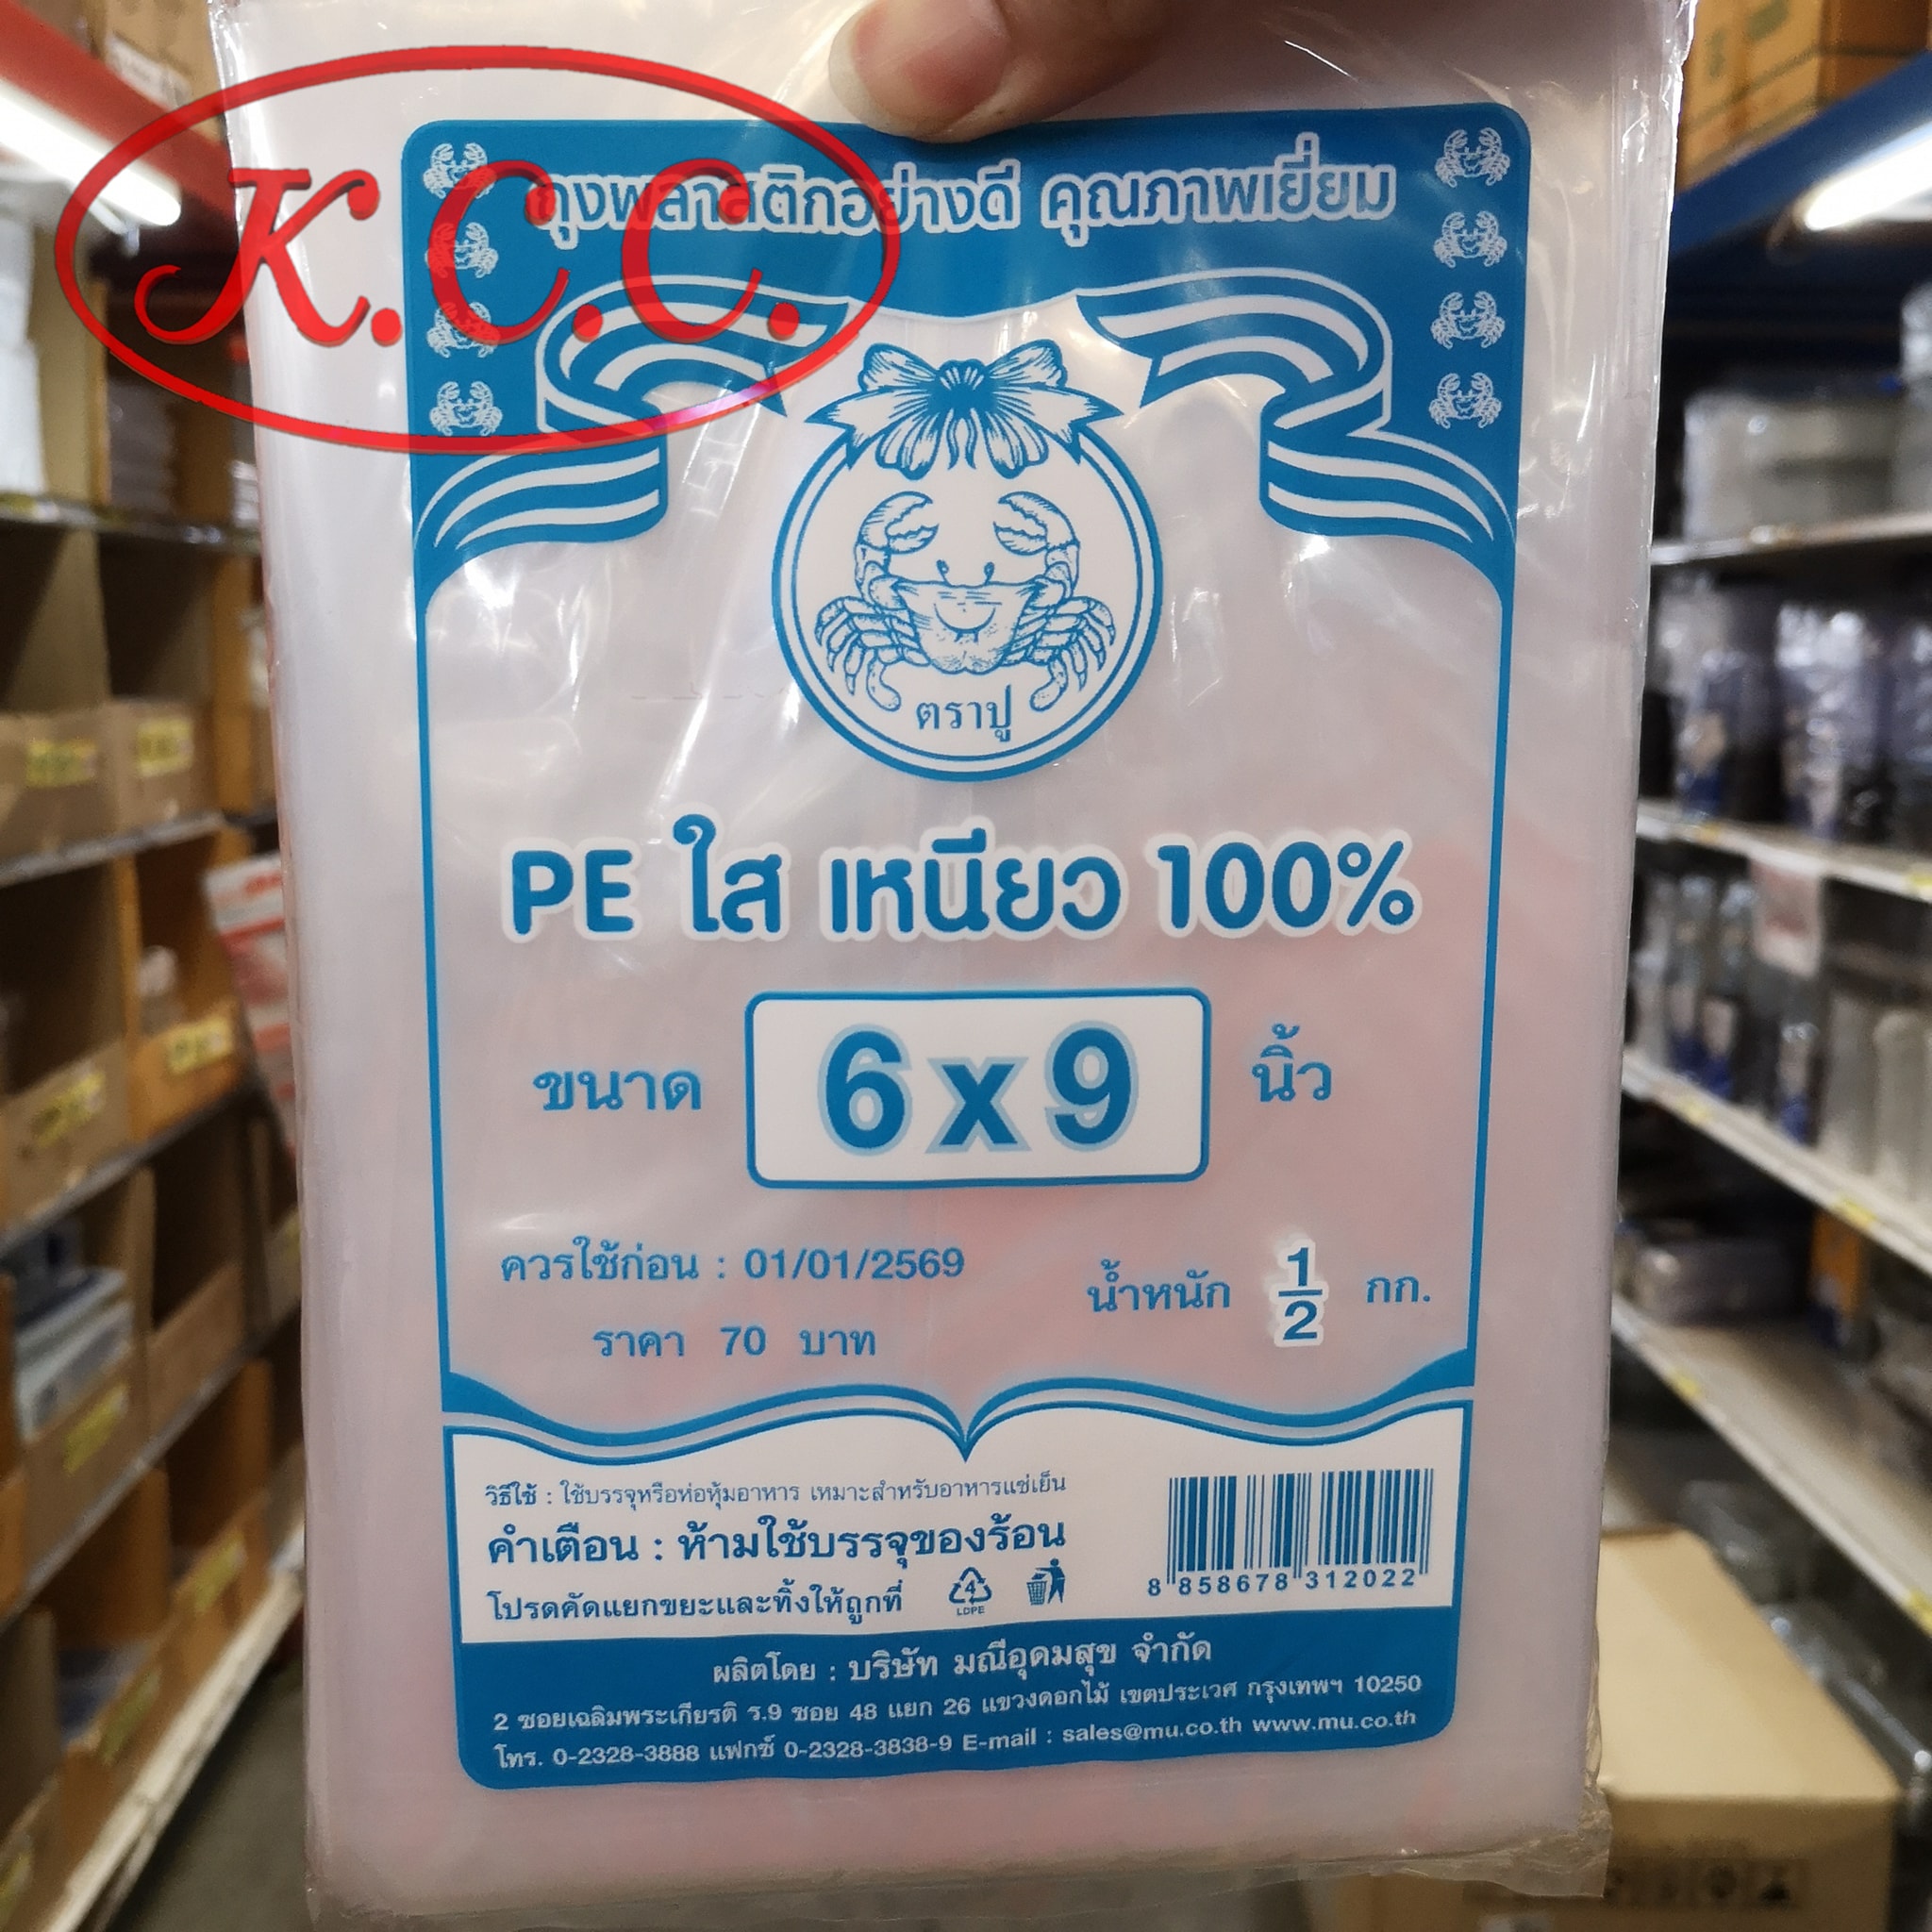 K.C.C.
ถุงพลาสติกอย่างดี คุณภาพเยี่ยม
ตราปู
PE ใส เหนียว 100%
ขนาด 6x9 นิ้ว
ควรใช้ก่อน : 01/01/2569
น้ำหนัก 1/2 กก.
ราคา 70 บาท
วิธีใช้ : ใช้บรรจุหรือห่อหุ้มอาหาร เหมาะสำหรับอาหารแช่เย็น
คำเตือน : ห้ามใช้บรรจุของร้อน
โปรดคัดแยกขยะและทิ้งให้ถูกที่
4
LDPE
8 858678 312022
ผลิตโดย : บริษัท มณีอุดมสุข จำกัด
2 ซอยเฉลิมพระเกียรติ ร.9 ซอย 48 แยก 26 แขวงดอกไม้ เขตประเวศ กรุงเทพฯ 10250
โทร. 0-2328-3888 แฟกซ์ 0-2328-3838-9 E-mail : sales@mu.co.th www.mu.co.th